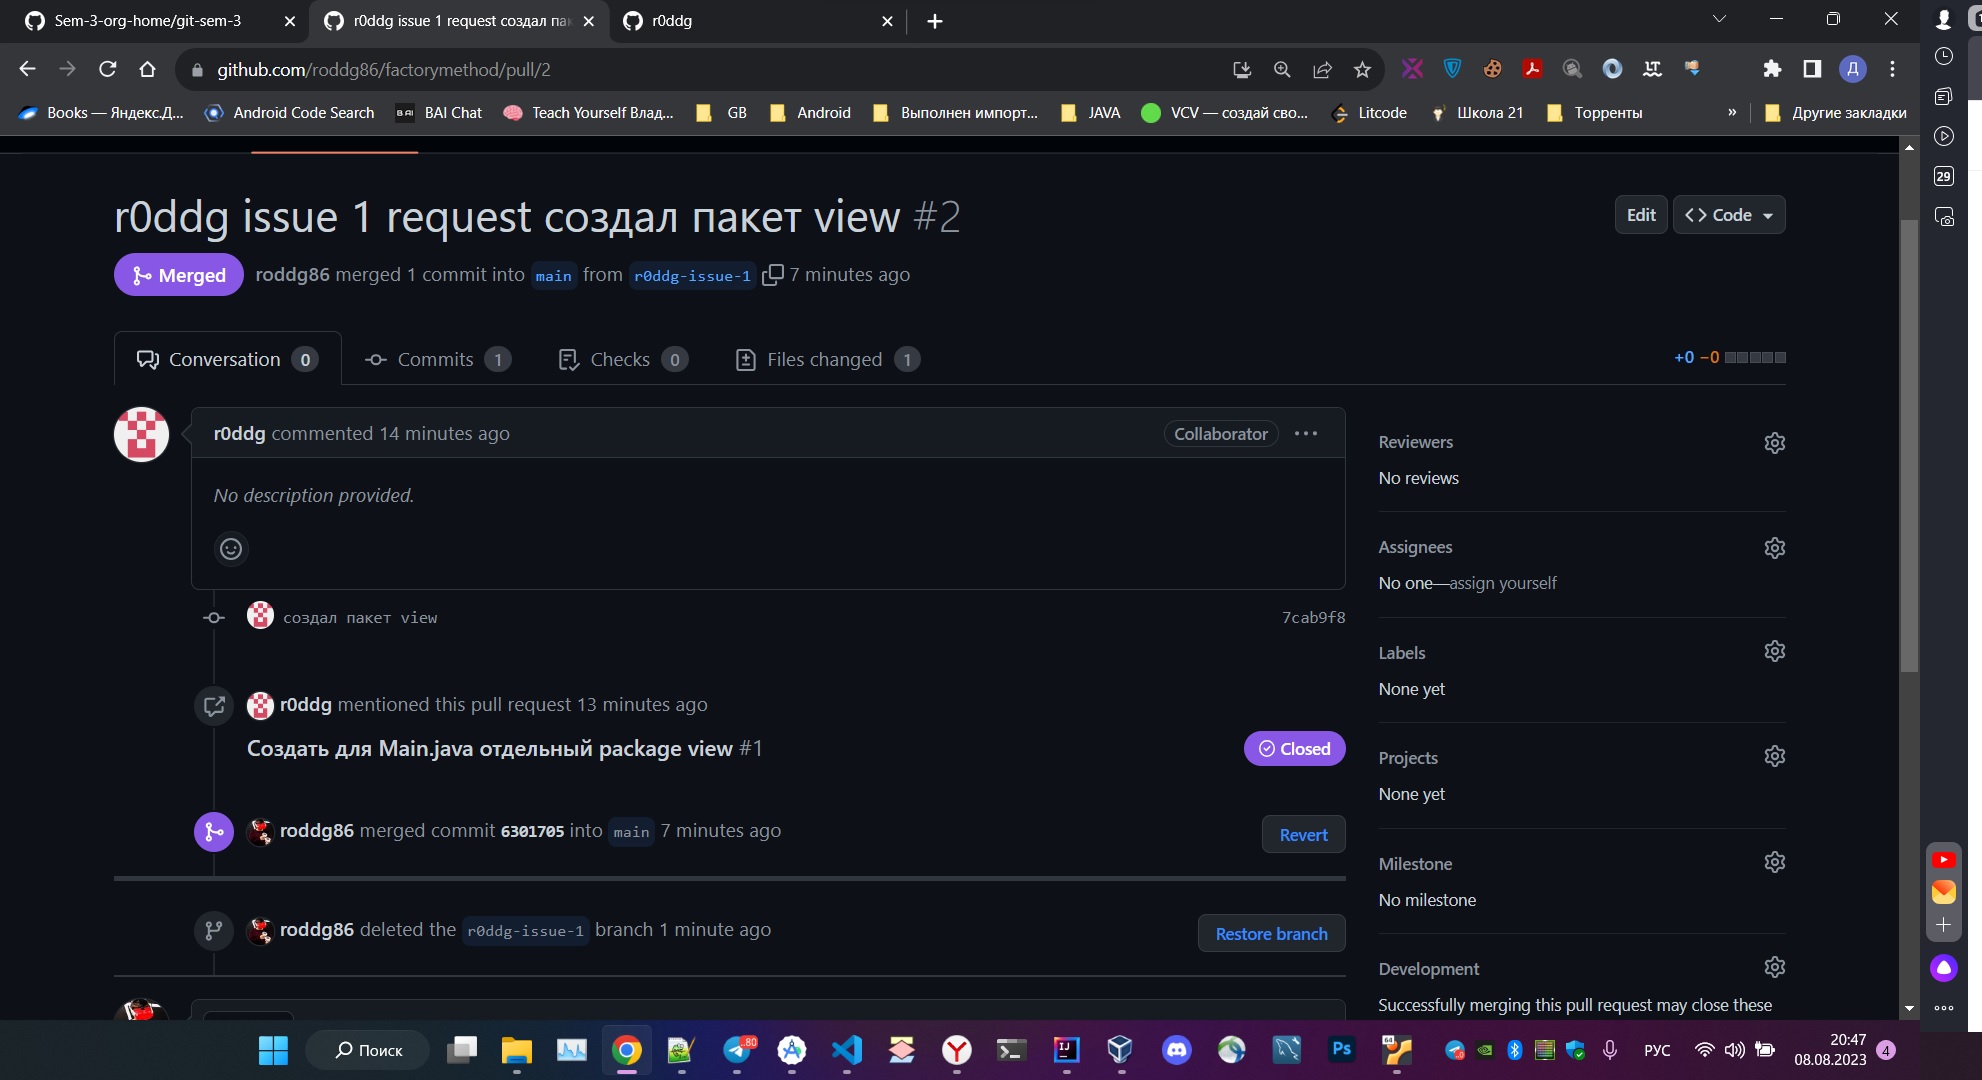 Sem-3-org-home/git-sem-3
r0ddg issue 1 request создал пак
r0ddg
github.com/roddg86/factorymethod/pull/2
Books — Яндекс.Д...
Android Code Search
BAI Chat
Teach Yourself Влад...
GB
Android
Выполнен импорт...
JAVA
VCV — создай сво...
Litcode
Школа 21
Торренты
»
Другие закладки
r0ddg issue 1 request создал пакет view #2
Edit
Code
Merged
roddg86 merged 1 commit into main from r0ddg-issue-1 7 minutes ago
Conversation 0
Commits 1
Checks 0
Files changed 1
+0 −0
r0ddg commented 14 minutes ago
Collaborator
No description provided.
создал пакет view
7cab9f8
r0ddg mentioned this pull request 13 minutes ago
Создать для Main.java отдельный package view #1
Closed
roddg86 merged commit 6301705 into main 7 minutes ago
Revert
roddg86 deleted the r0ddg-issue-1 branch 1 minute ago
Restore branch
Reviewers
No reviews
Assignees
No one—assign yourself
Labels
None yet
Projects
None yet
Milestone
No milestone
Development
Successfully merging this pull request may close these
29
Поиск
80
Ps
64
РУС
20:47
08.08.2023
4